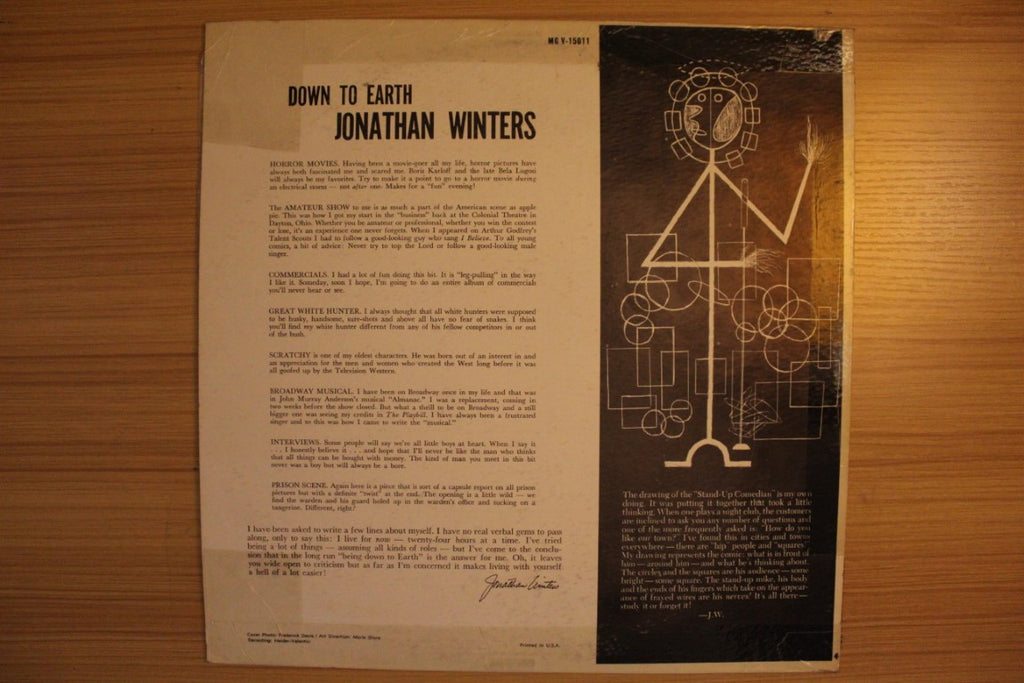 MG V-15011
DOWN TO EARTH
JONATHAN WINTERS
HORROR MOVIES. Having been a movie-goer all my life, horror pictures have
always both fascinated me and scared me. Boris Karloff and the late Bela Lugosi
will always be my favorites. Try to make it a point to go to a horror movie during
an electrical storm — not after one. Makes for a "fun" evening!
The AMATEUR SHOW to me is as much a part of the American scene as apple
pie. This was how I got my start in the "business" back at the Colonial Theatre in
Dayton, Ohio. Whether you be amateur or professional, whether you win the contest
or lose, it's an experience one never forgets. When I appeared on Arthur Godfrey's
Talent Scouts I had to follow a good-looking guy who sang I Believe. To all young
comics, a bit of advice: Never try to top the Lord or follow a good-looking male
singer.
COMMERCIALS. I had a lot of fun doing this bit. It is "leg-pulling" in the way
I like it. Someday, soon I hope, I'm going to do an entire album of commercials
you'll never hear or see.
GREAT WHITE HUNTER. I always thought that all white hunters were supposed
to be husky, handsome, sure-shots and above all have no fear of snakes. I think
you'll find my white hunter different from any of his fellow competitors in or out
of the bush.
SCRATCHY is one of my oldest characters. He was born out of an interest in and
an appreciation for the men and women who created the West long before it was
all goofed up by the Television Western.
BROADWAY MUSICAL. I have been on Broadway once in my life and that was
in John Murray Anderson's musical "Almanac." I was a replacement, coming in
two weeks before the show closed. But what a thrill to be on Broadway and a still
bigger one was seeing my credits in The Playbill. I have always been a frustrated
singer and so this was how I came to write the "musical."
INTERVIEWS. Some people will say we're all little boys at heart. When I say it
. . . I honestly believe it . . . and hope that I'll never be like the man who thinks
that all things can be bought with money. The kind of man you meet in this bit
never was a boy but will always be a bore.
PRISON SCENE. Again here is a piece that is sort of a capsule report on all prison
pictures but with a definite "twist" at the end. The opening is a little wild — we
find the warden and his guard holed up in the warden's office and sucking on a
tangerine. Different, right?
I have been asked to write a few lines about myself. I have no real verbal gems to pass
along, only to say this: I live for now — twenty-four hours at a time. I've tried
being a lot of things — assuming all kinds of roles — but I've come to the conclu-
sion that in the long run "being down to Earth" is the answer for me. Oh, it leaves
you wide open to criticism but as far as I'm concerned it makes living with yourself
a hell of a lot easier!
Jonathan Winters
Cover Photo: Frederick / Art Direction: Merle Shore
Printed in U.S.A.
The drawing of the "Stand-Up Comedian" is my own
doing. It was putting it together that took a little
thinking. When one plays a night club, the customers
are inclined to ask you any number of questions and
one of the more frequently asked is: "How do you
like our town?" I've found this in cities and towns
everywhere — there are "hip" people and "squares."
My drawing represents the comic: what is in front of
him — around him — and what he's thinking about.
The circles and the squares are his audience — some
bright — some square. The stand-up mike, his body
and the ends of his fingers which take on the appear-
ance of frayed wires are his nerves! It's all there —
study it or forget it!
—J.W.
4